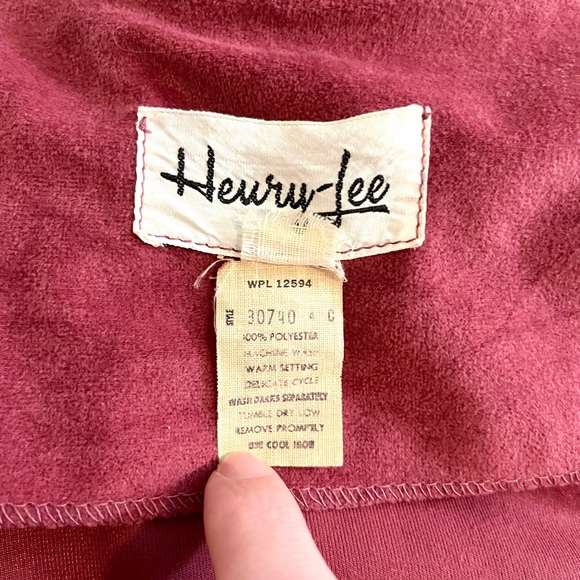 Henry-Lee
WPL 12594
STYLE 30740 A C
100% POLYESTER
MACHINE WASH
WARM SETTING
DELICATE CYCLE
WASH DARKS SEPARATELY
TUMBLE DRY LOW
REMOVE PROMPTLY
USE COOL IRON